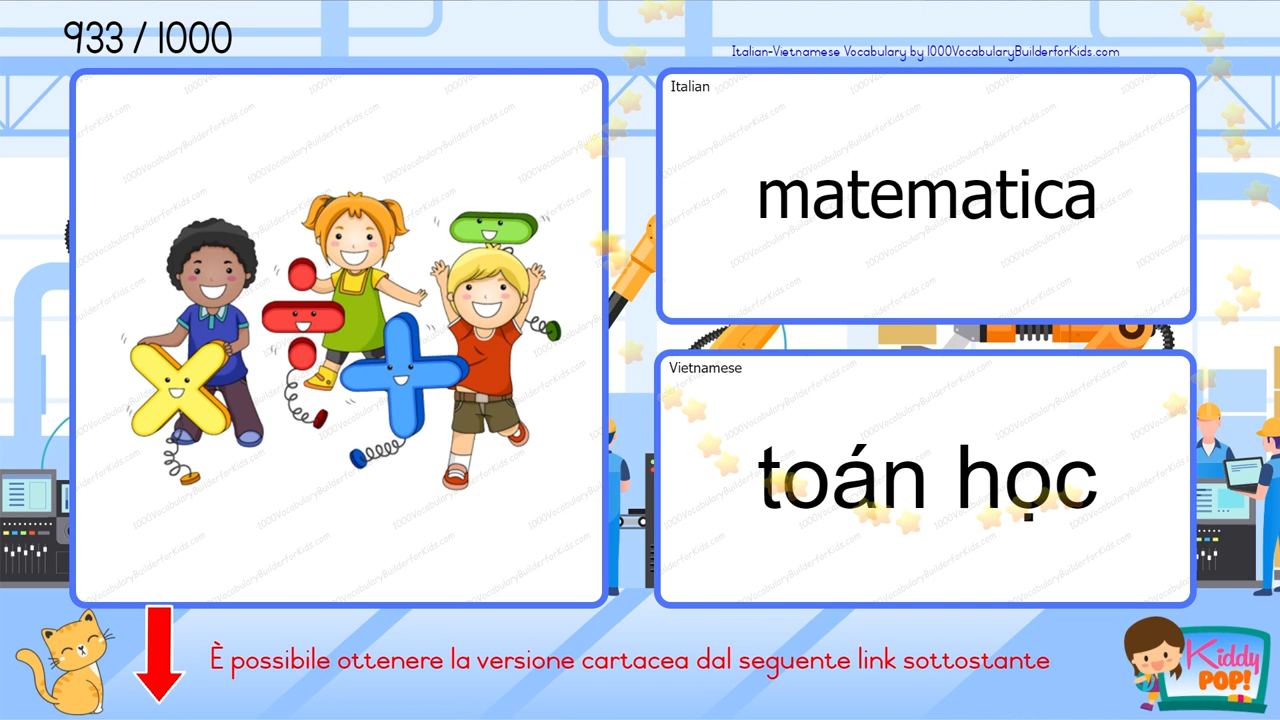 933 / 1000
Italian-Vietnamese Vocabulary by 1000VocabularyBuilderforKids.com
Italian
matematica
Vietnamese
toán học
È possibile ottenere la versione cartacea dal seguente link sottostante
Kiddy
POP!